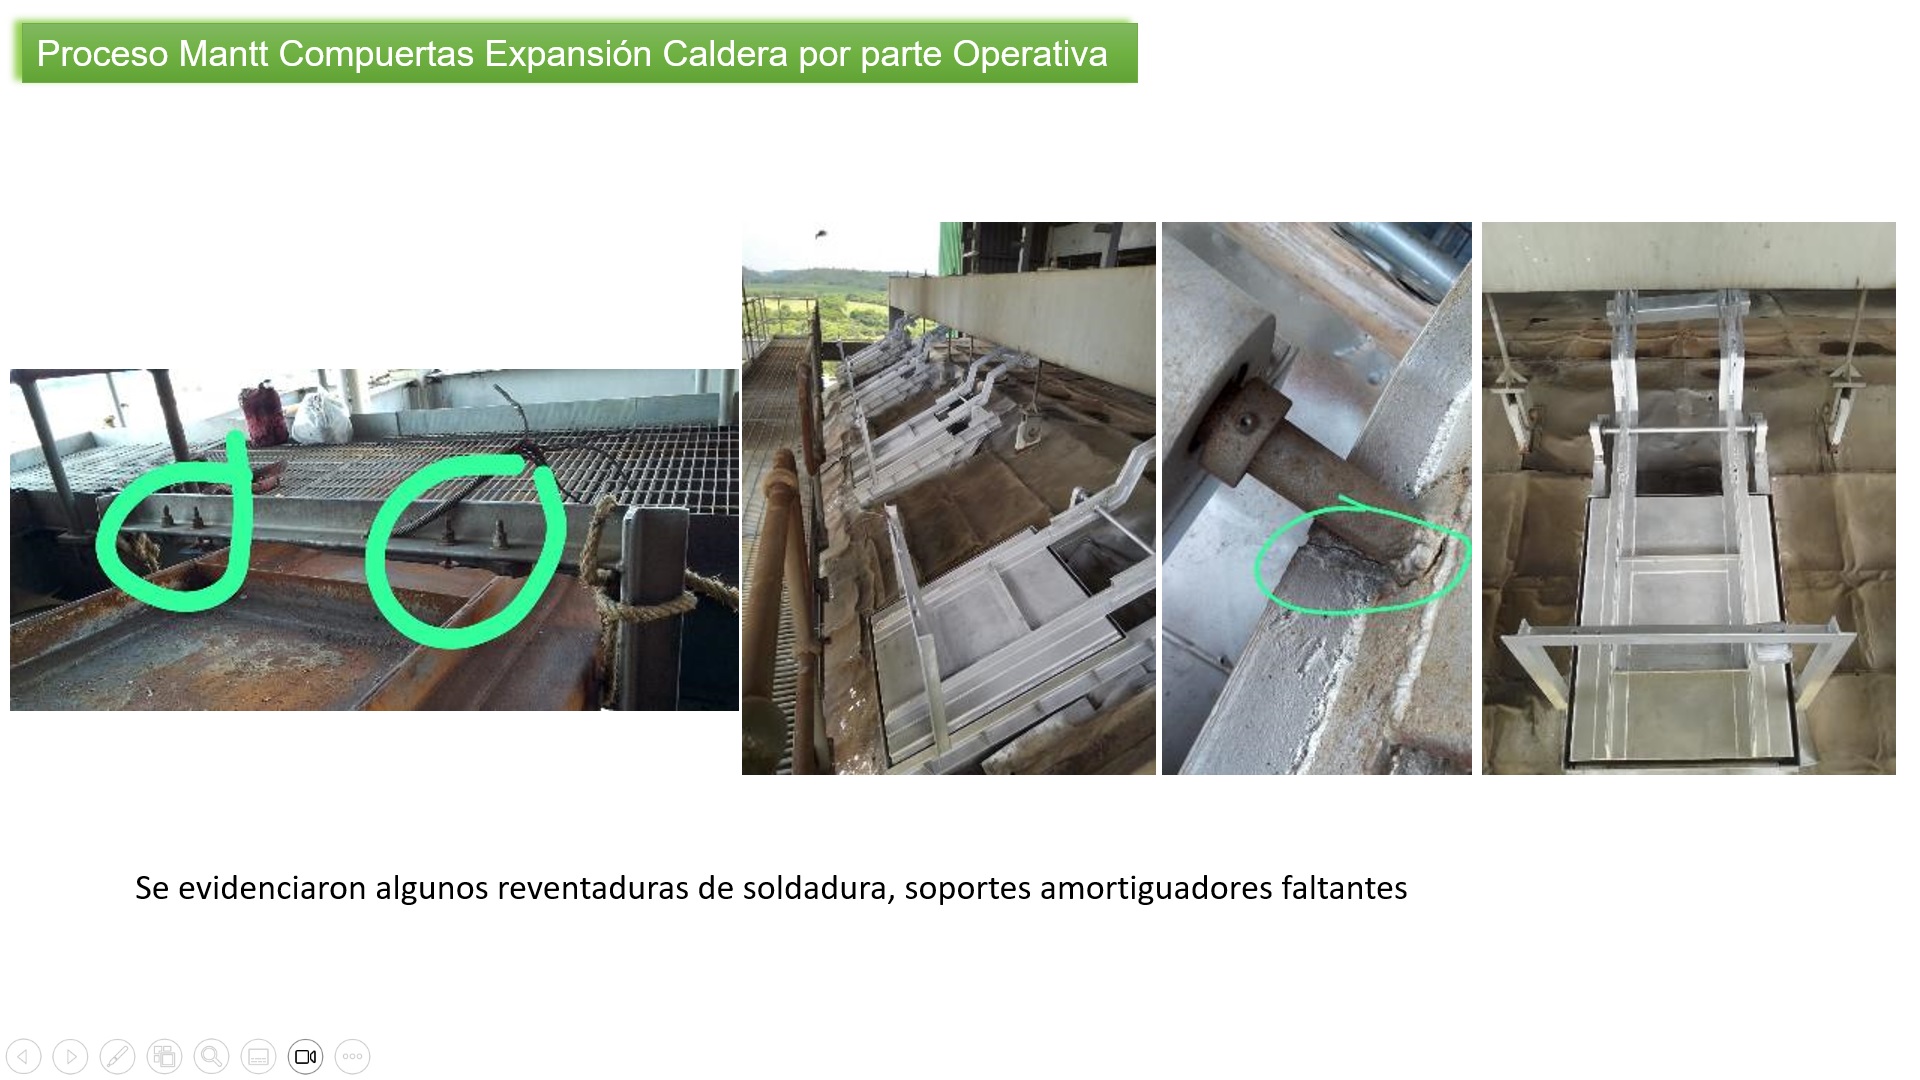 Proceso Mantt Compuertas Expansión Caldera por parte Operativa
Se evidenciaron algunos reventaduras de soldadura, soportes amortiguadores faltantes